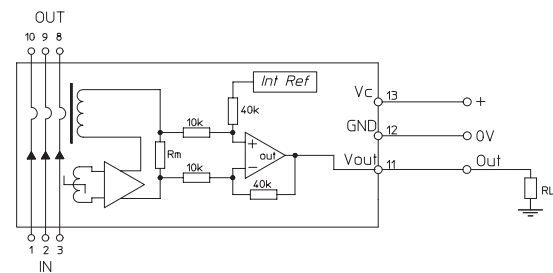 OUT
10 9 8
Int Ref
Vc 13 +
40k
10k
GND 12 0V
+
out
Rm
Vout 11 Out
10k
−
40k
RL
1 2 3
IN